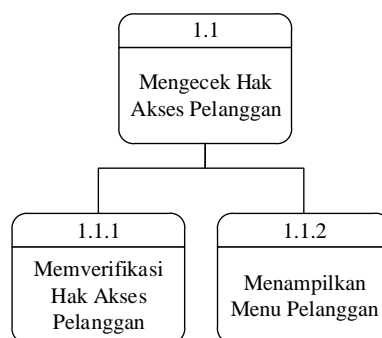 1.1
Mengecek Hak
Akses Pelanggan
1.1.1
Memverifikasi
Hak Akses
Pelanggan
1.1.2
Menampilkan
Menu Pelanggan